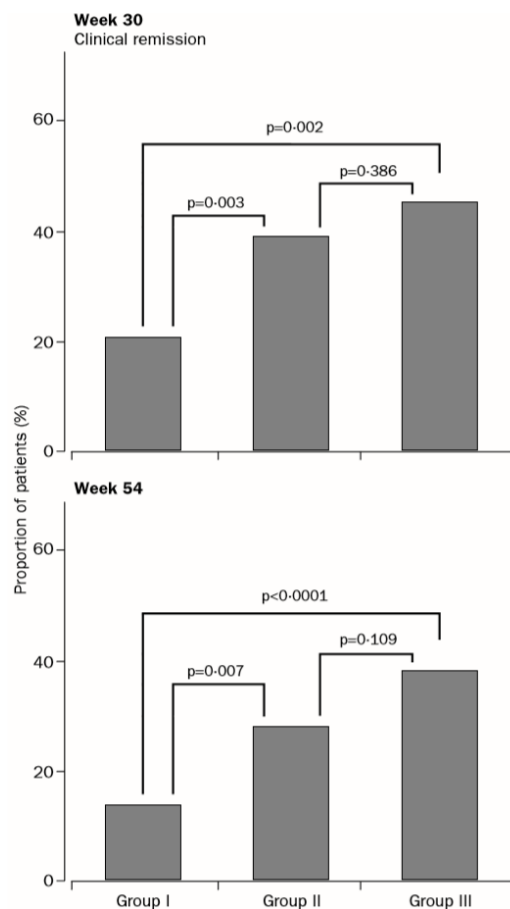 Week 30
Clinical remission
60
40
20
0
p=0·002
p=0·003
p=0·386
Proportion of patients (%)
Week 54
60
40
20
0
p<0·0001
p=0·007
p=0·109
Group I
Group II
Group III